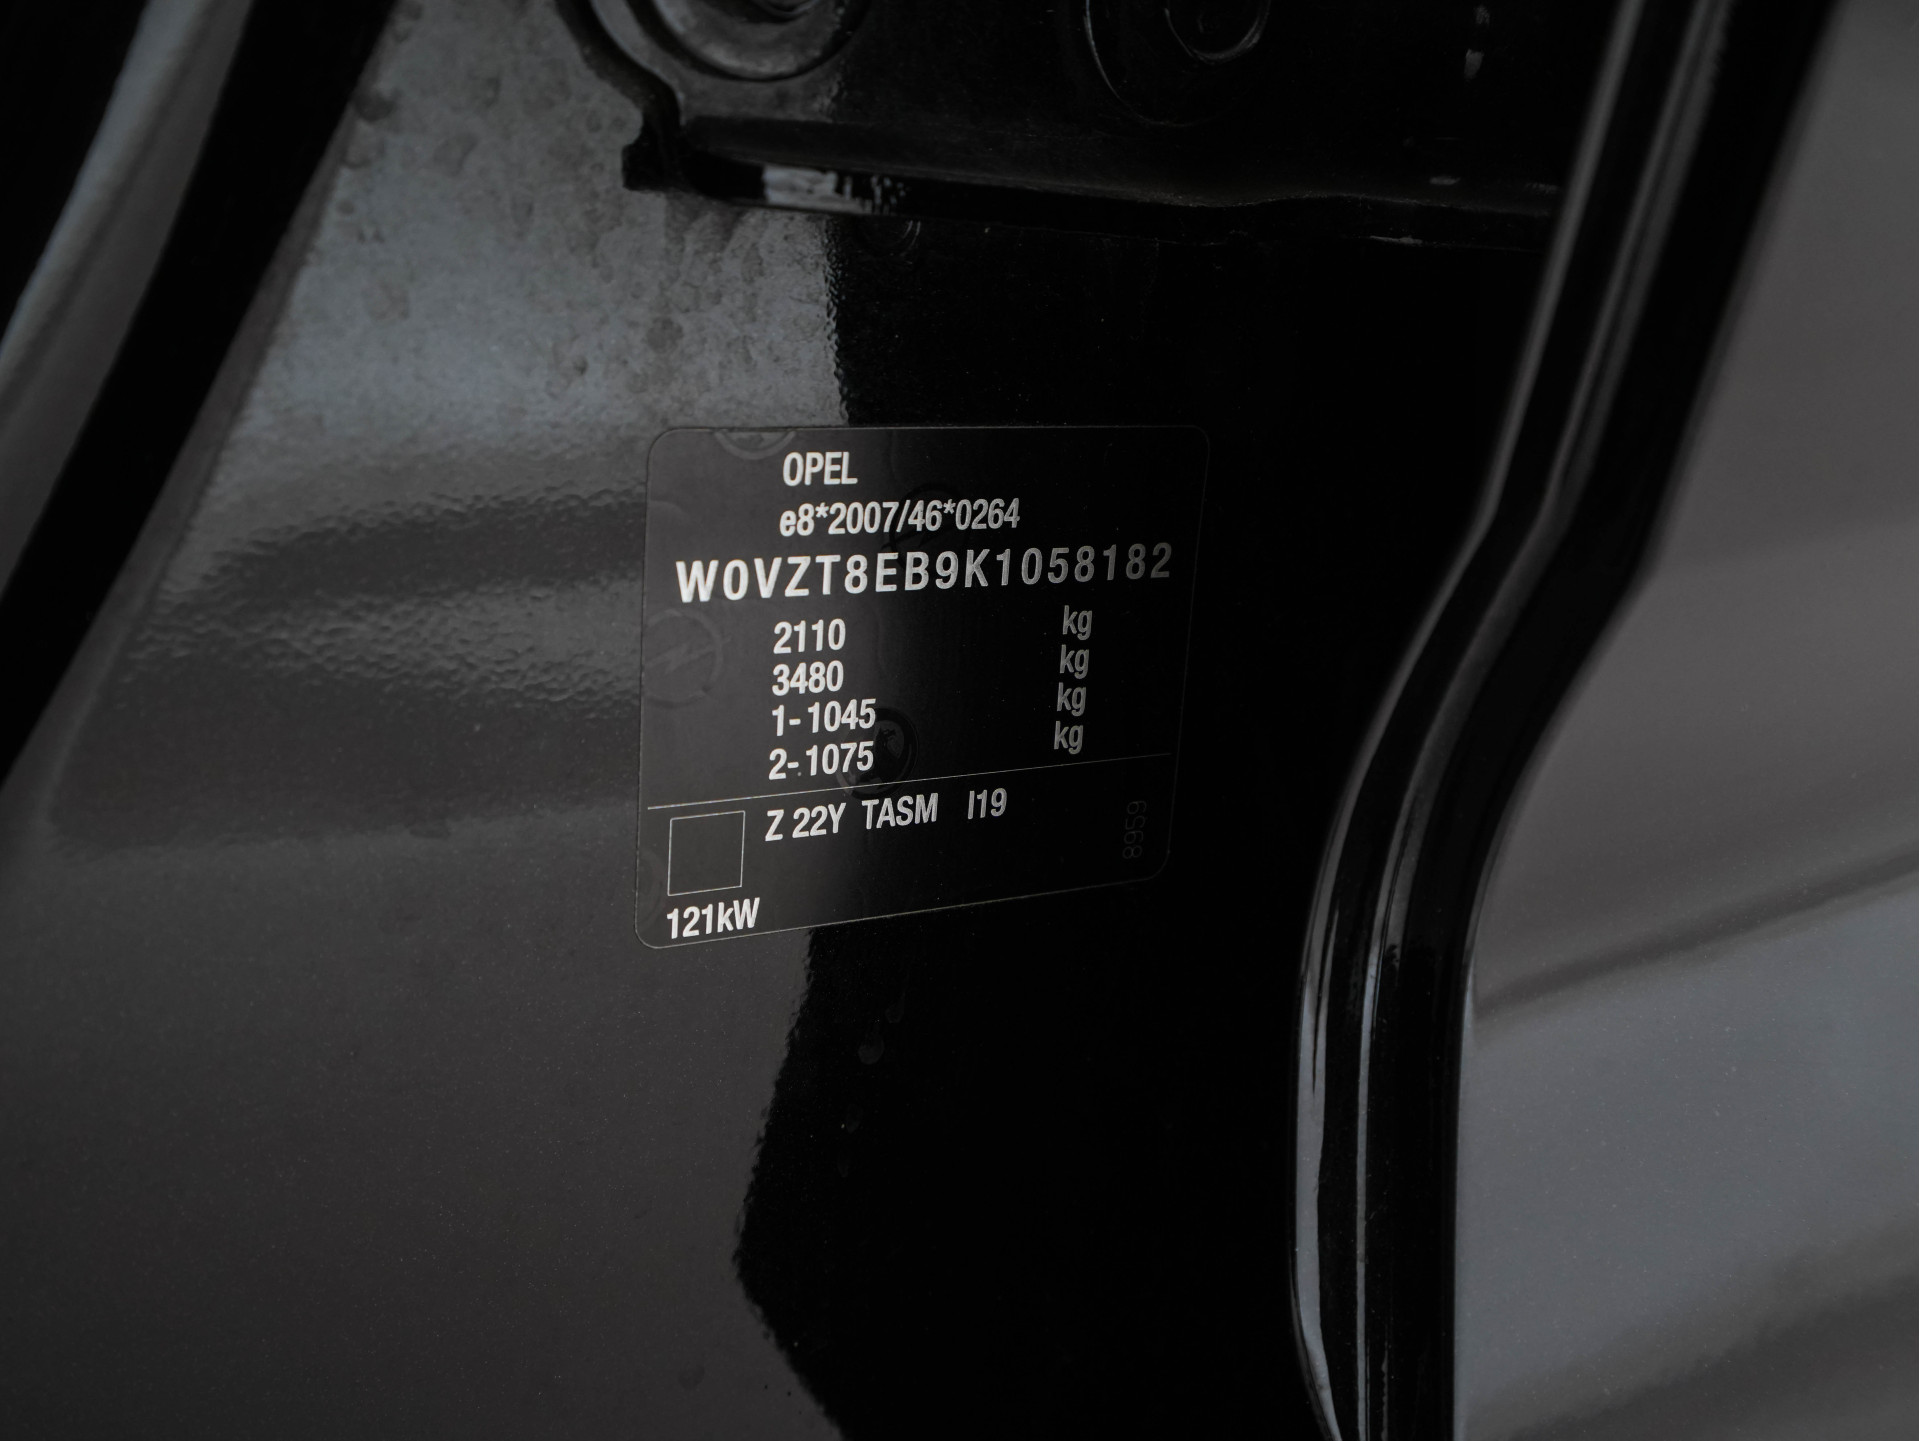 OPEL
e8*2007/46*0264
W0VZT8EB9K1058182
2110 kg
3480 kg
1-1045 kg
2-1075 kg
Z 22Y TASM I19
8959
121kW